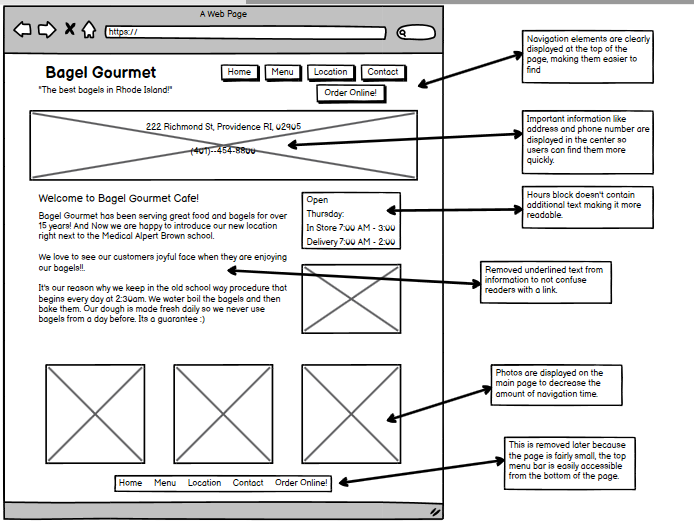 A Web Page
https://
Bagel Gourmet
"The best bagels in Rhode Island!"
Home Menu Location Contact
Order Online!
222 Richmond St, Providence RI, 02905
(401)--454-8800
Welcome to Bagel Gourmet Cafe!
Bagel Gourmet has been serving great food and bagels for over
15 years! And Now we are happy to introduce our new location
right next to the Medical Alpert Brown school.
We love to see our customers joyful face when they are enjoying
our bagels!!.
It's our reason why we keep in the old school way procedure that
begins every day at 2:30am. We water boil the bagels and then
bake them. Our dough is made fresh daily so we never use
bagels from a day before. Its a guarantee :)
Open
Thursday:
In Store 7:00 AM - 3:00
Delivery 7:00 AM - 2:00
Home Menu Location Contact Order Online!
Navigation elements are clearly
displayed at the top of the
page, making them easier to
find
Important information like
address and phone number are
displayed in the center so
users can find them more
quickly.
Hours block doesn't contain
additional text making it more
readable.
Removed underlined text from
information to not confuse
readers with a link.
Photos are displayed on the
main page to decrease the
amount of navigation time.
This is removed later because
the page is fairly small, the top
menu bar is easily accessible
from the bottom of the page.